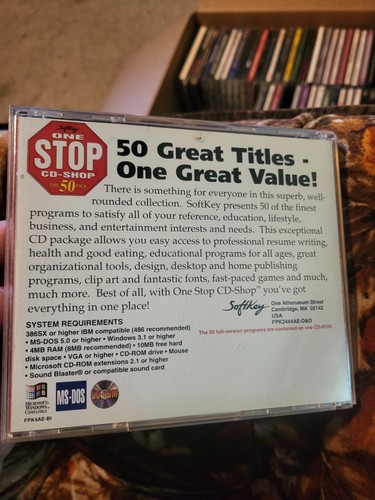 SoftKey
ONE
STOP
CD-SHOP
THE 50 PACK
50 Great Titles -
One Great Value!
There is something for everyone in this superb, well-
rounded collection. SoftKey presents 50 of the finest
programs to satisfy all of your reference, education, lifestyle,
business, and entertainment interests and needs. This exceptional
CD package allows you easy access to professional resume writing,
health and good eating, educational programs for all ages, great
organizational tools, design, desktop and home publishing
programs, clip art and fantastic fonts, fast-paced games and much,
much more. Best of all, with One Stop CD-Shop™ you've got
everything in one place!
SoftKey
One Athenaeum Street
Cambridge, MA 02142
USA
FPK24444AE-D&D
The 50 full-version programs are contained on one CD-ROM.
SYSTEM REQUIREMENTS
386SX or higher IBM compatible (486 recommended)
• MS-DOS 5.0 or higher • Windows 3.1 or higher
• 4MB RAM (8MB recommended) • 10MB free hard
disk space • VGA or higher • CD-ROM drive • Mouse
• Microsoft CD-ROM extensions 2.1 or higher
• Sound Blaster® or compatible sound card
MICROSOFT
WINDOWS
COMPATIBLE
MS-DOS
CD-ROM
FPK4AE-BI